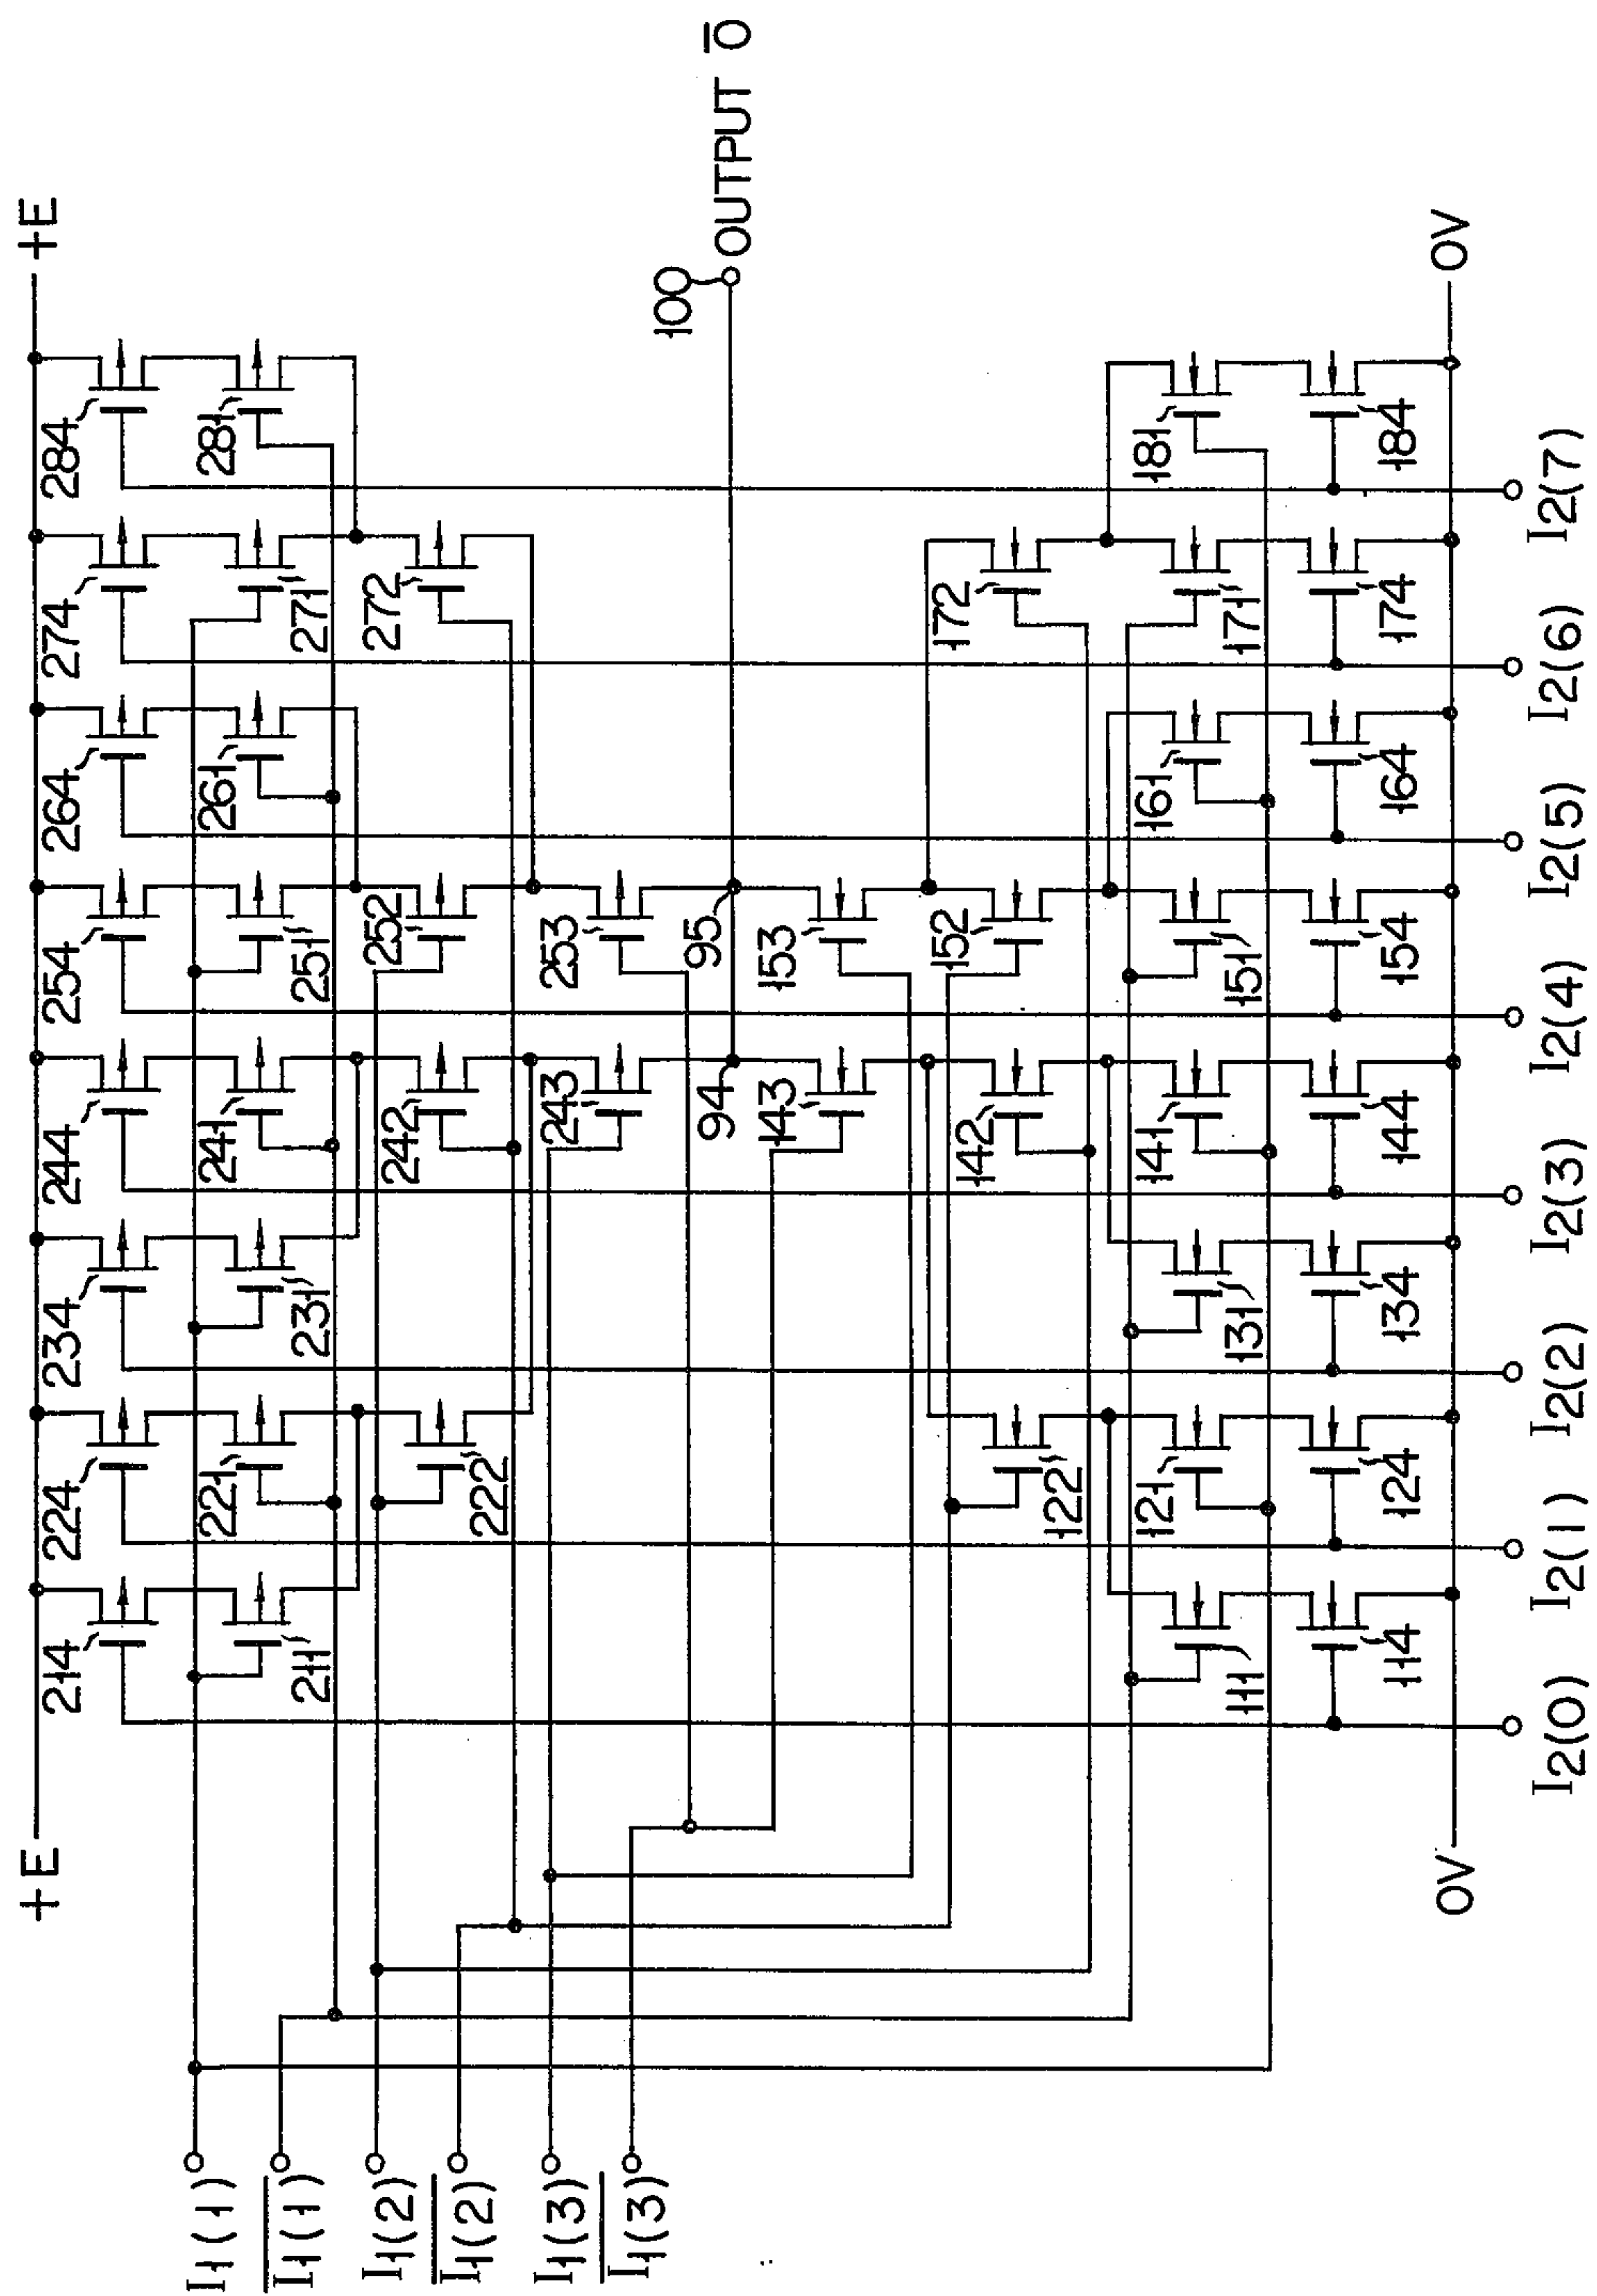 +E
+E
214
224
234
244
254
264
274
284
211
221
231
241
251
261
271
281
222
242
252
272
243
253
I1(1)
I1(1)
I1(2)
I1(2)
I1(3)
I1(3)
94
95
100
OUTPUT O
143
153
122
142
152
172
111
121
131
141
151
161
171
181
114
124
134
144
154
164
174
184
0V
0V
I2(0)
I2(1)
I2(2)
I2(3)
I2(4)
I2(5)
I2(6)
I2(7)